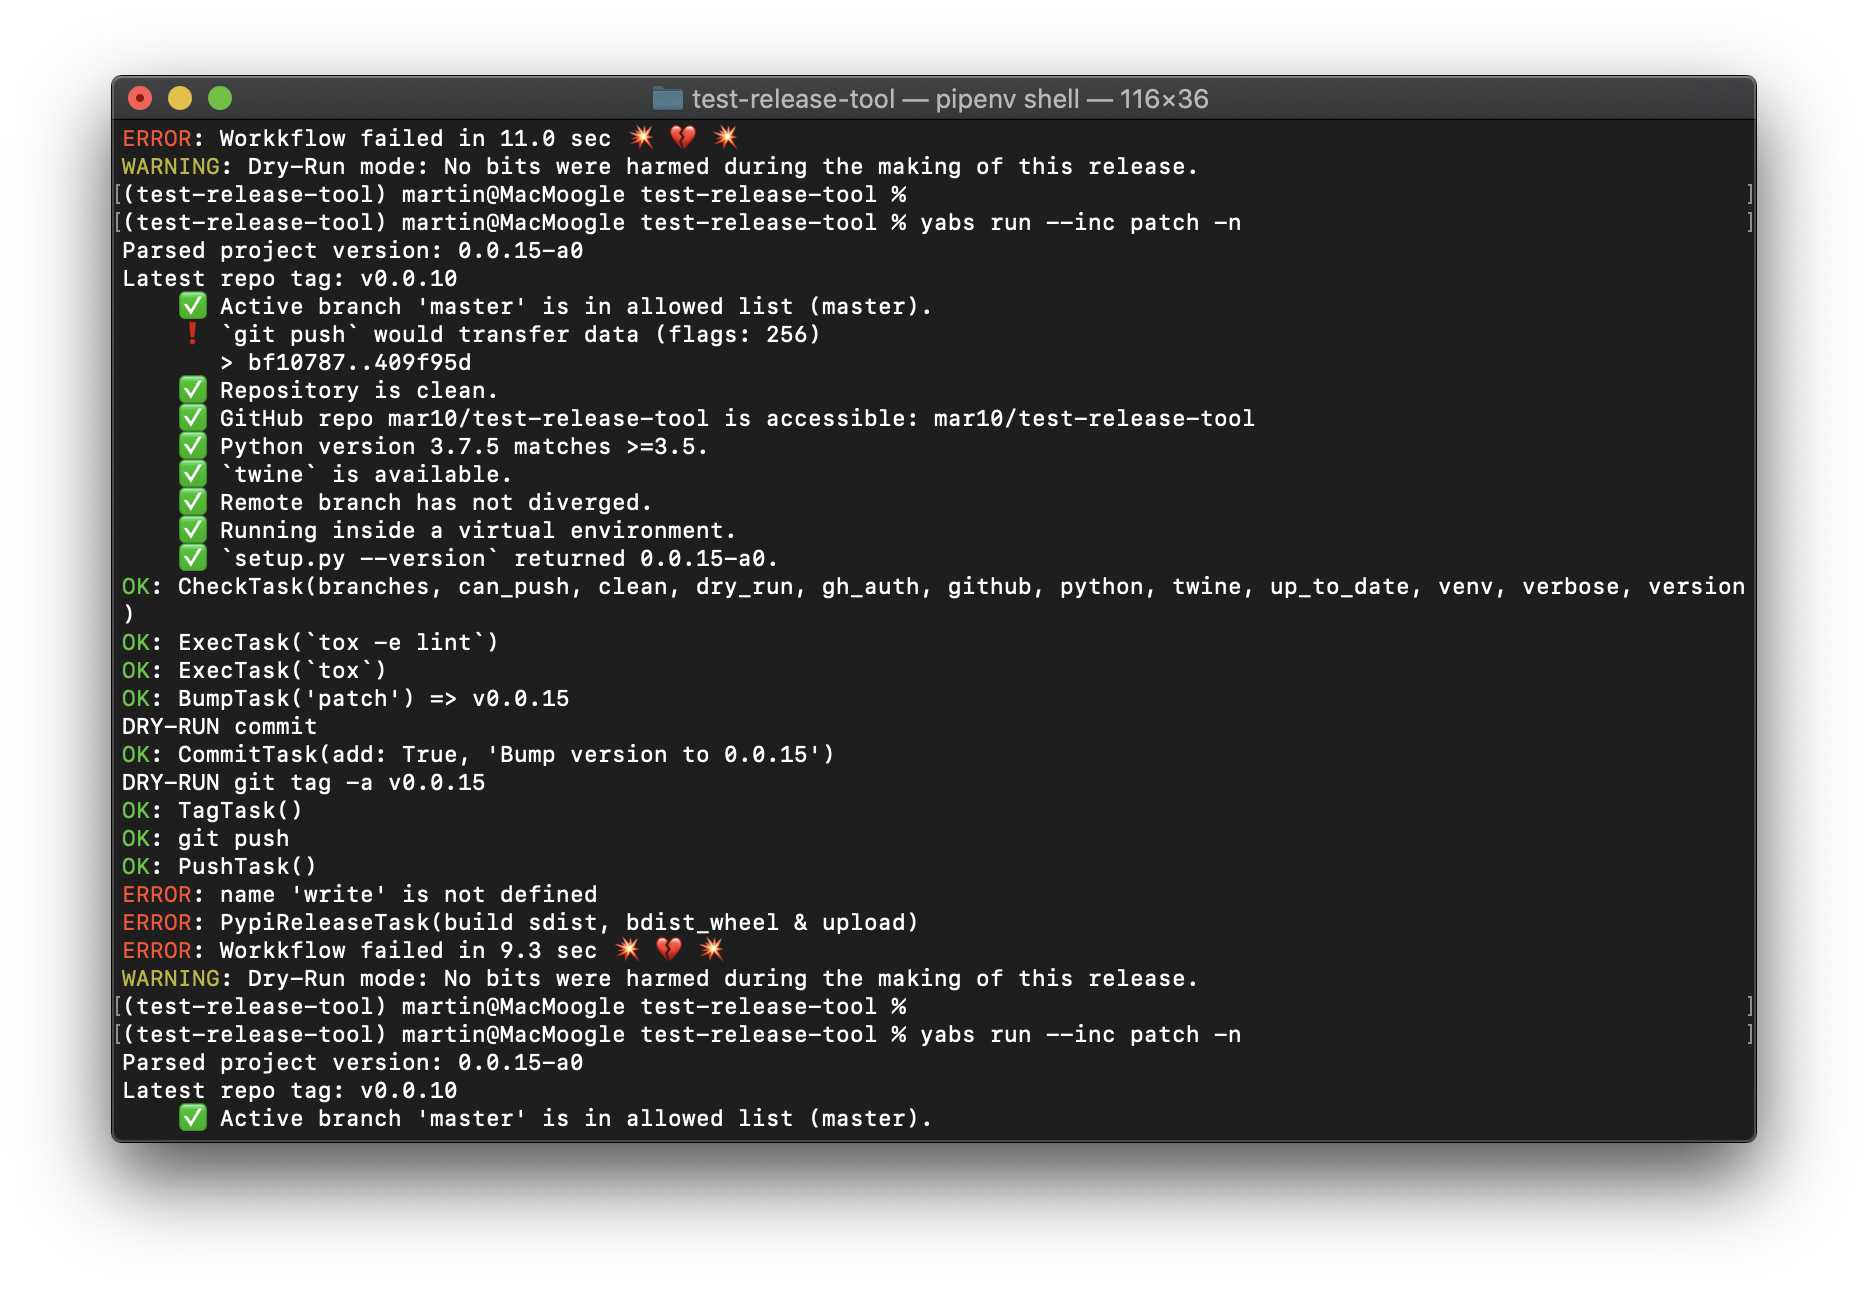 test-release-tool — pipenv shell — 116×36
ERROR: Workkflow failed in 11.0 sec 💥 💔 💥
WARNING: Dry-Run mode: No bits were harmed during the making of this release.
[(test-release-tool) martin@MacMoogle test-release-tool % ]
[(test-release-tool) martin@MacMoogle test-release-tool % yabs run --inc patch -n ]
Parsed project version: 0.0.15-a0
Latest repo tag: v0.0.10
✅ Active branch 'master' is in allowed list (master).
❗ `git push` would transfer data (flags: 256)
> bf10787..409f95d
✅ Repository is clean.
✅ GitHub repo mar10/test-release-tool is accessible: mar10/test-release-tool
✅ Python version 3.7.5 matches >=3.5.
✅ `twine` is available.
✅ Remote branch has not diverged.
✅ Running inside a virtual environment.
✅ `setup.py --version` returned 0.0.15-a0.
OK: CheckTask(branches, can_push, clean, dry_run, gh_auth, github, python, twine, up_to_date, venv, verbose, version
)
OK: ExecTask(`tox -e lint`)
OK: ExecTask(`tox`)
OK: BumpTask('patch') => v0.0.15
DRY-RUN commit
OK: CommitTask(add: True, 'Bump version to 0.0.15')
DRY-RUN git tag -a v0.0.15
OK: TagTask()
OK: git push
OK: PushTask()
ERROR: name 'write' is not defined
ERROR: PypiReleaseTask(build sdist, bdist_wheel & upload)
ERROR: Workkflow failed in 9.3 sec 💥 💔 💥
WARNING: Dry-Run mode: No bits were harmed during the making of this release.
[(test-release-tool) martin@MacMoogle test-release-tool % ]
[(test-release-tool) martin@MacMoogle test-release-tool % yabs run --inc patch -n ]
Parsed project version: 0.0.15-a0
Latest repo tag: v0.0.10
✅ Active branch 'master' is in allowed list (master).